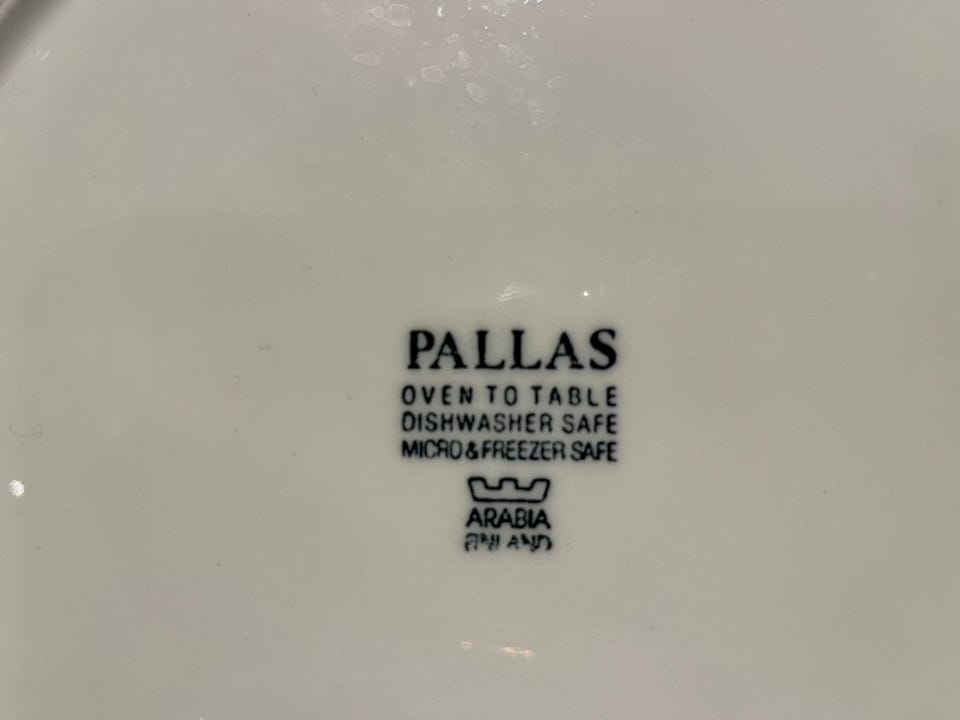 PALLAS
OVEN TO TABLE
DISHWASHER SAFE
MICRO & FREEZER SAFE
ARABIA
FINLAND